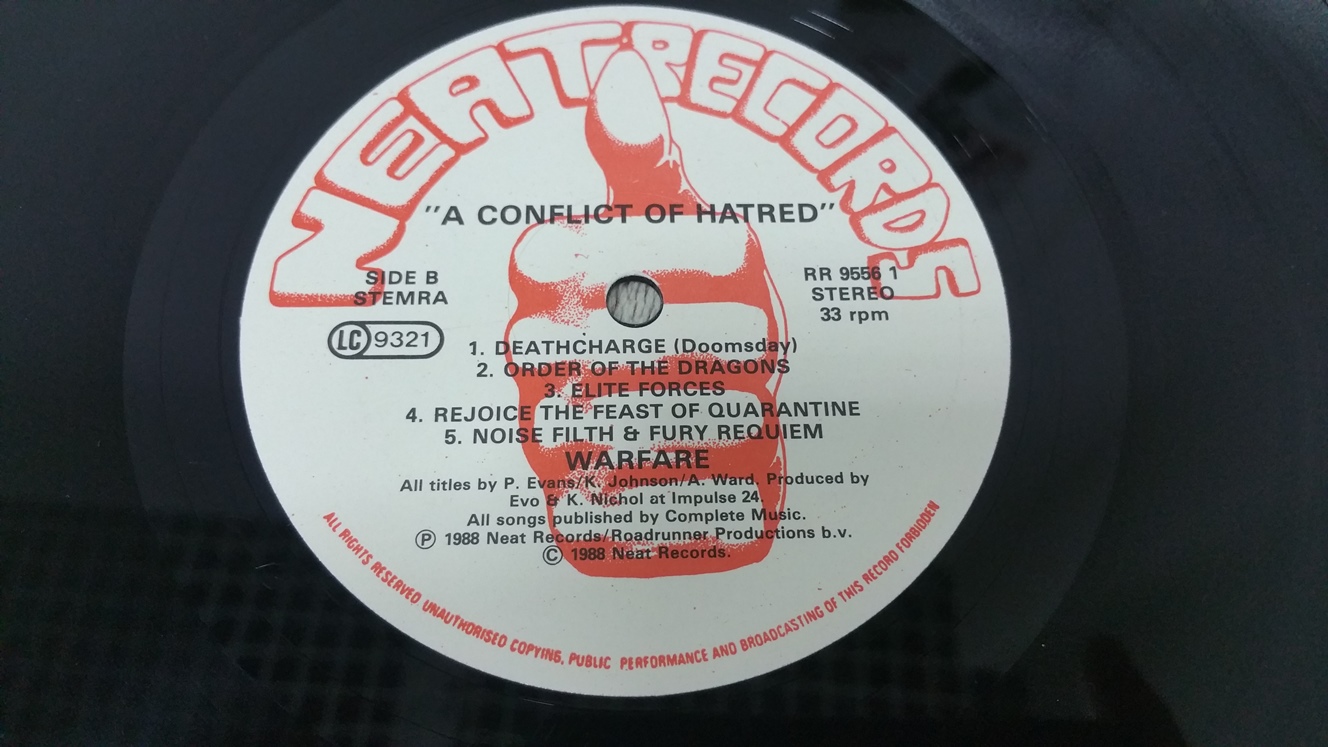 NEAT RECORDS
"A CONFLICT OF HATRED"
SIDE B
STEMRA
LC 9321
RR 9556 1
STEREO
33 rpm
1. DEATHCHARGE (Doomsday)
2. ORDER OF THE DRAGONS
3. ELITE FORCES
4. REJOICE THE FEAST OF QUARANTINE
5. NOISE FILTH & FURY REQUIEM
WARFARE
All titles by P. Evans/K. Johnson/A. Ward. Produced by
Evo & K. Nichol at Impulse 24.
All songs published by Complete Music.
Ⓟ 1988 Neat Records/Roadrunner Productions b.v.
© 1988 Neat Records.
ALL RIGHTS RESERVED UNAUTHORISED COPYING, PUBLIC PERFORMANCE AND BROADCASTING OF THIS RECORD FORBIDDEN